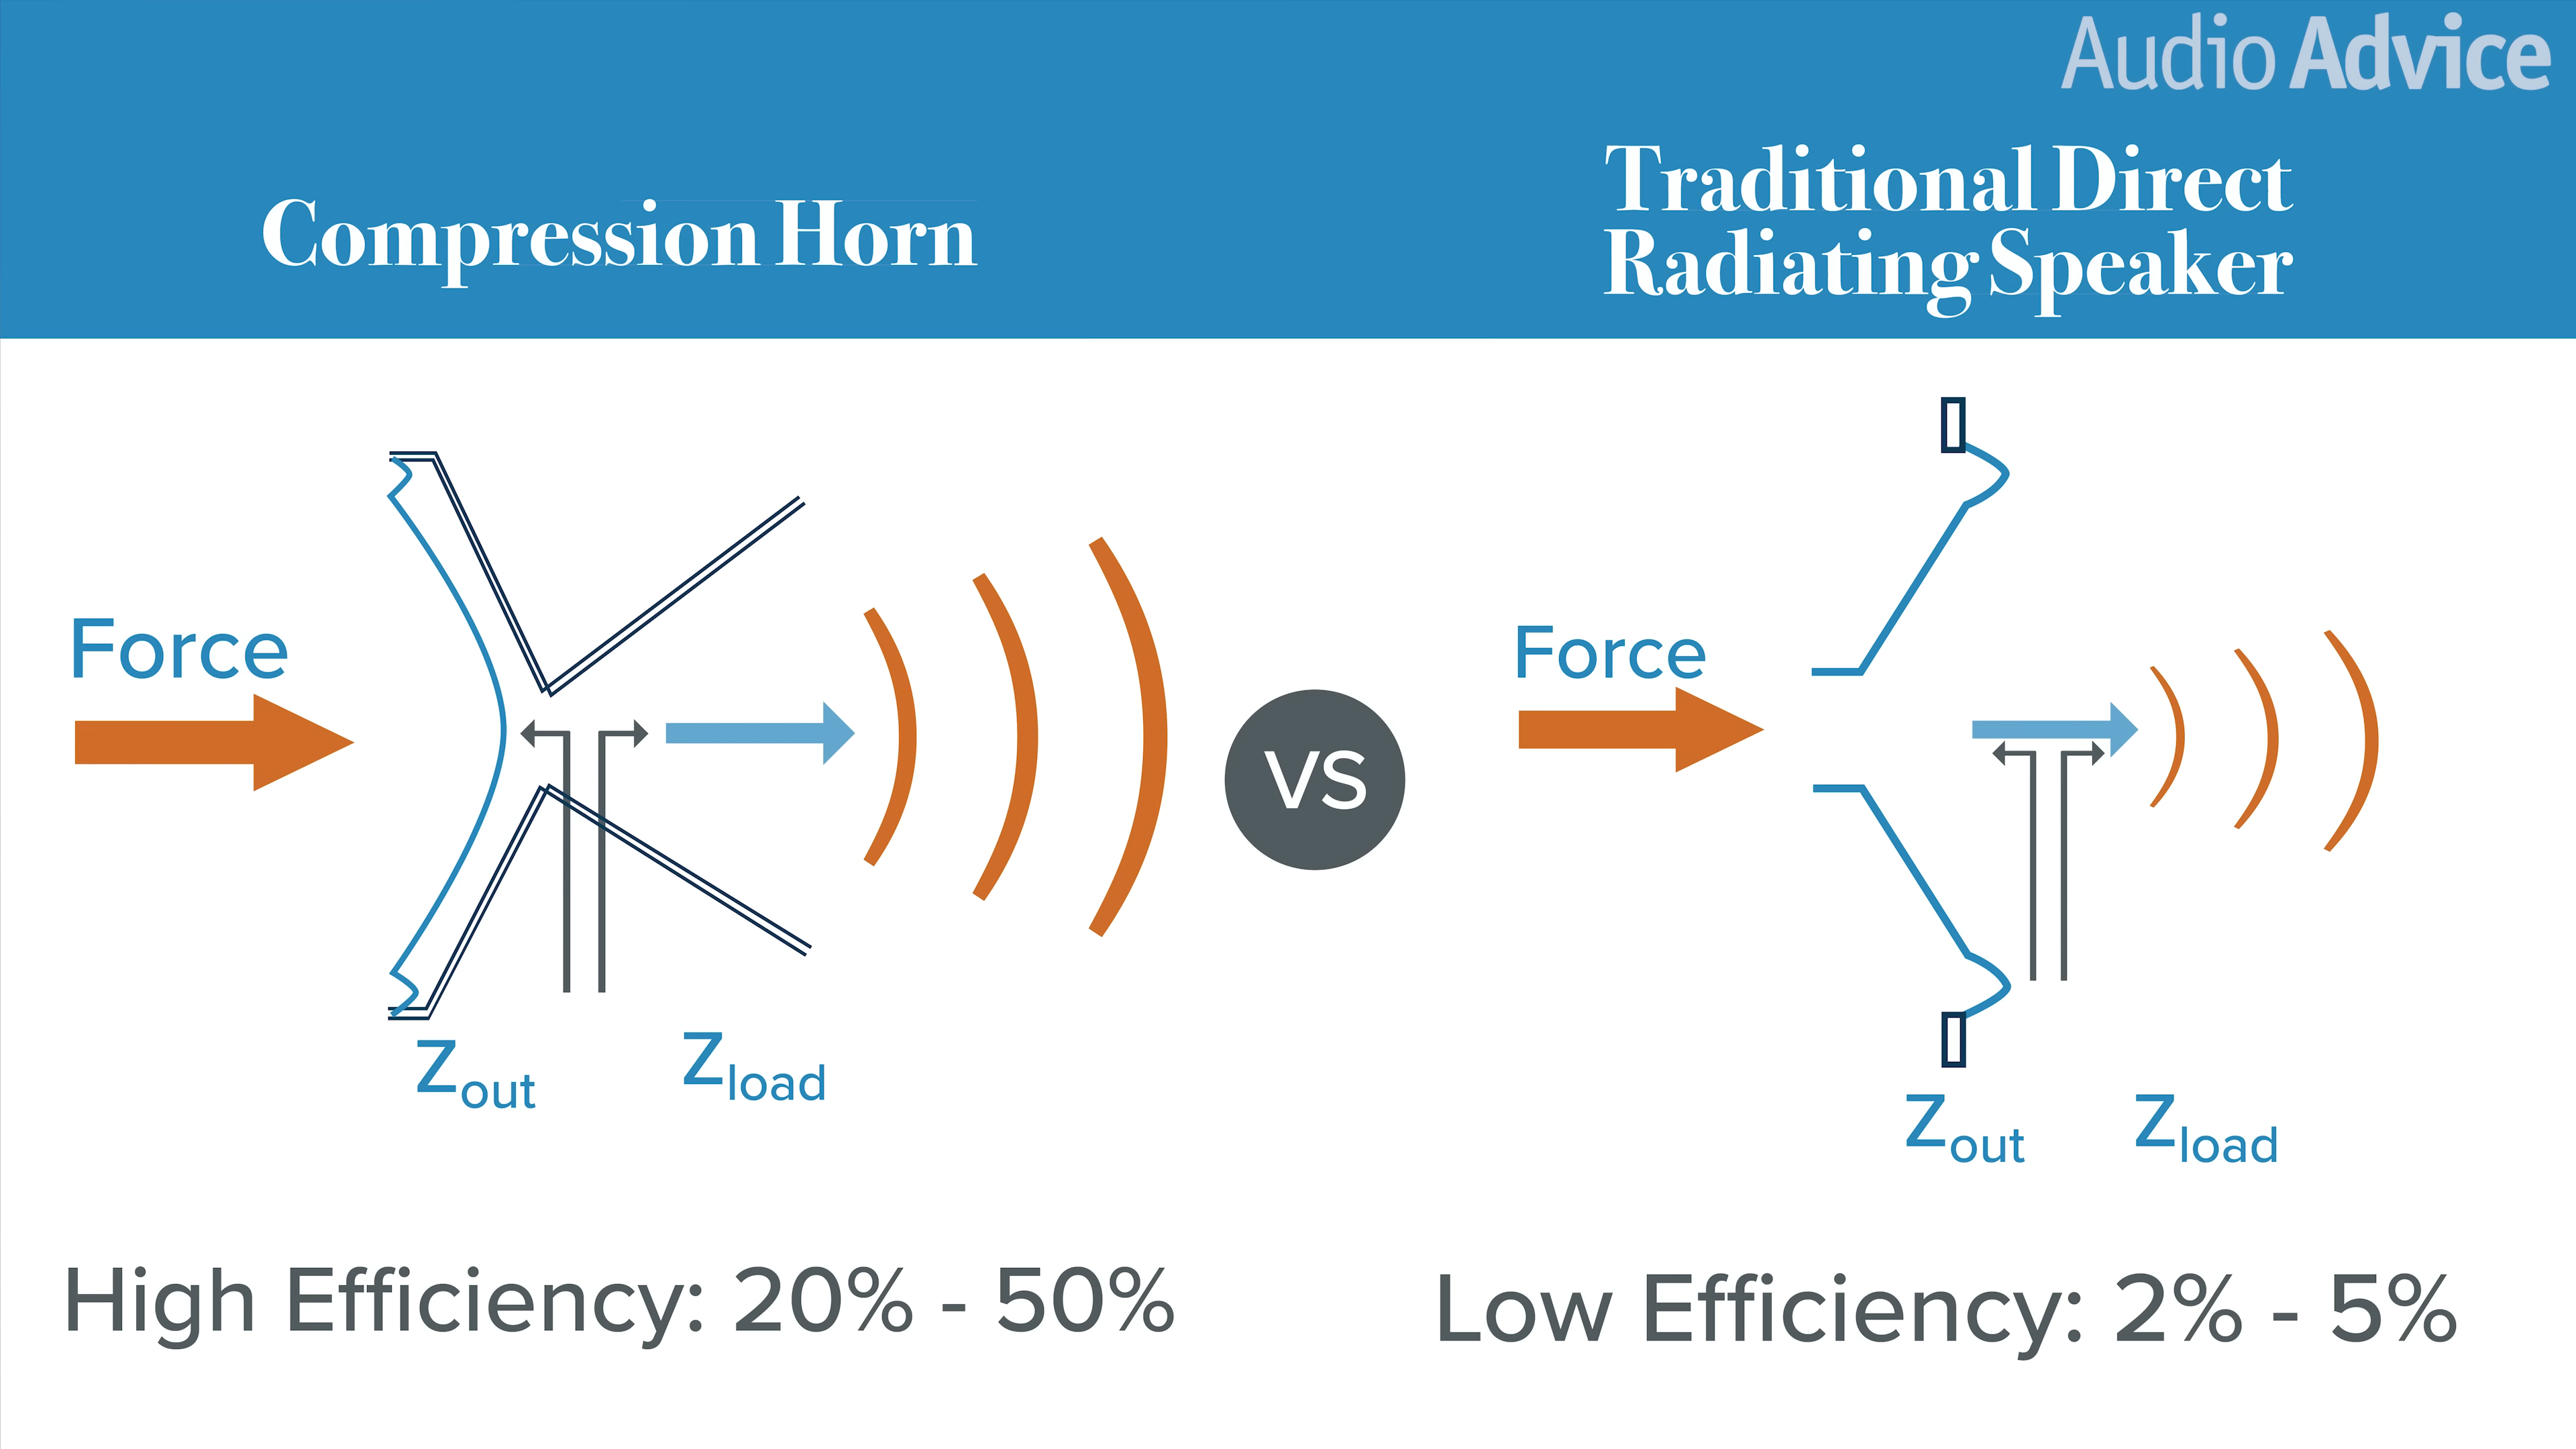 Audio Advice
Compression Horn
Traditional Direct
Radiating Speaker
Force
Zout
Zload
High Efficiency: 20% - 50%
VS
Force
Zout
Zload
Low Efficiency: 2% - 5%